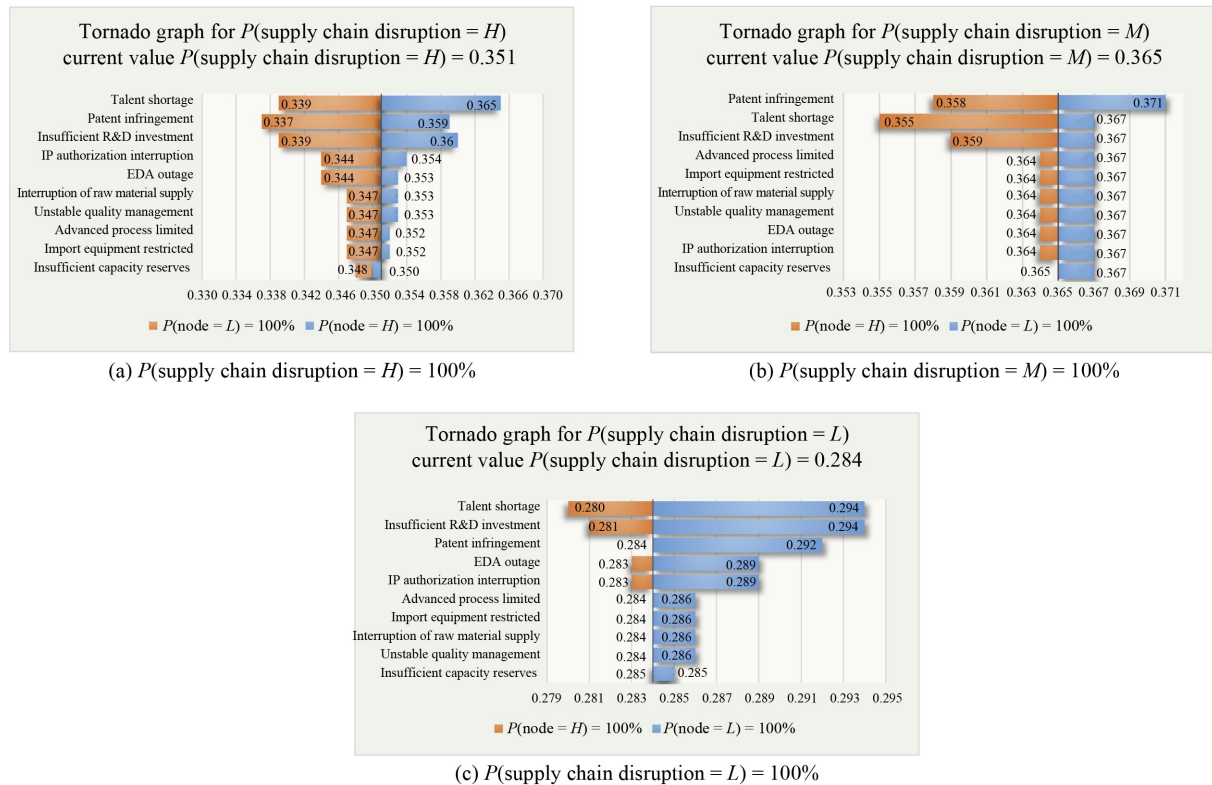 Tornado graph for P(supply chain disruption = H)
current value P(supply chain disruption = H) = 0.351
Talent shortage 0.339 0.365
Patent infringement 0.337 0.359
Insufficient R&D investment 0.339 0.36
IP authorization interruption 0.344 0.354
EDA outage 0.344 0.353
Interruption of raw material supply 0.347 0.353
Unstable quality management 0.347 0.353
Advanced process limited 0.347 0.352
Import equipment restricted 0.347 0.352
Insufficient capacity reserves 0.348 0.350
0.330 0.334 0.338 0.342 0.346 0.350 0.354 0.358 0.362 0.366 0.370
P(node = L) = 100% P(node = H) = 100%
(a) P(supply chain disruption = H) = 100%
Tornado graph for P(supply chain disruption = M)
current value P(supply chain disruption = M) = 0.365
Patent infringement 0.358 0.371
Talent shortage 0.355 0.367
Insufficient R&D investment 0.359 0.367
Advanced process limited 0.364 0.367
Import equipment restricted 0.364 0.367
Interruption of raw material supply 0.364 0.367
Unstable quality management 0.364 0.367
EDA outage 0.364 0.367
IP authorization interruption 0.364 0.367
Insufficient capacity reserves 0.365 0.367
0.353 0.355 0.357 0.359 0.361 0.363 0.365 0.367 0.369 0.371
P(node = H) = 100% P(node = L) = 100%
(b) P(supply chain disruption = M) = 100%
Tornado graph for P(supply chain disruption = L)
current value P(supply chain disruption = L) = 0.284
Talent shortage 0.280 0.294
Insufficient R&D investment 0.281 0.294
Patent infringement 0.284 0.292
EDA outage 0.283 0.289
IP authorization interruption 0.283 0.289
Advanced process limited 0.284 0.286
Import equipment restricted 0.284 0.286
Interruption of raw material supply 0.284 0.286
Unstable quality management 0.284 0.286
Insufficient capacity reserves 0.285 0.285
0.279 0.281 0.283 0.285 0.287 0.289 0.291 0.293 0.295
P(node = H) = 100% P(node = L) = 100%
(c) P(supply chain disruption = L) = 100%